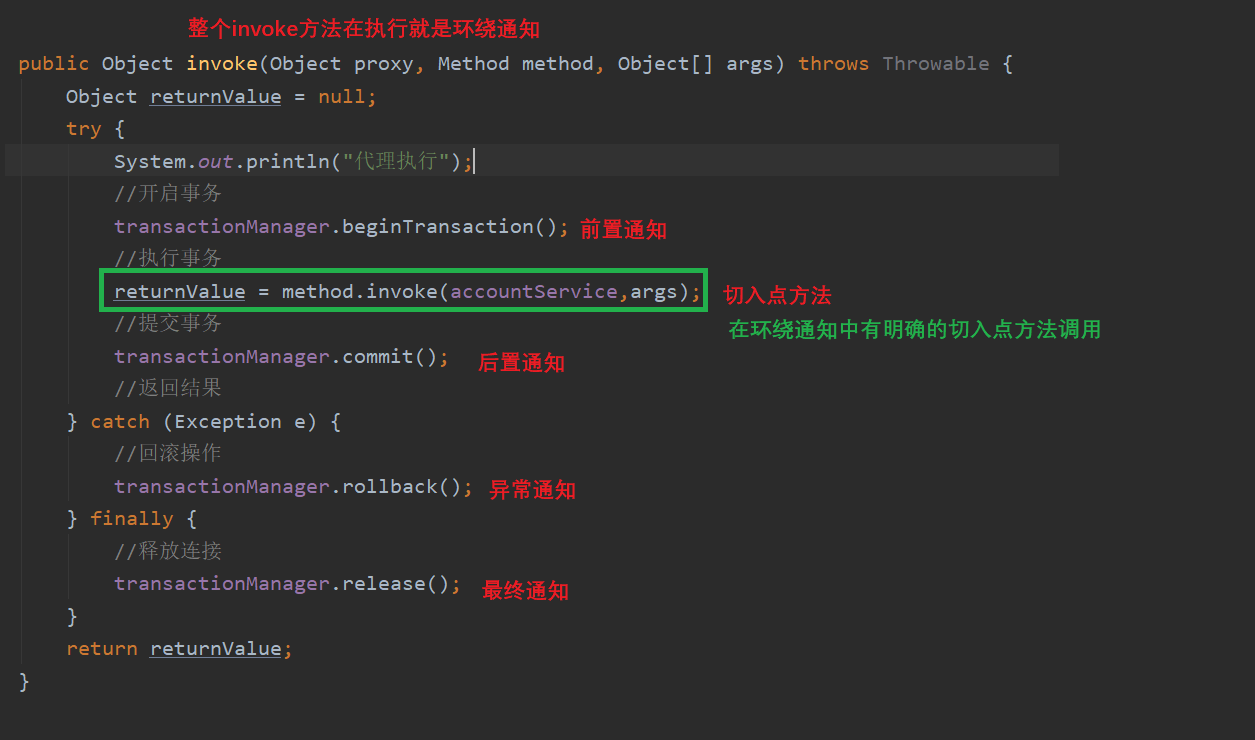 整个invoke方法在执行就是环绕通知
public Object invoke(Object proxy, Method method, Object[] args) throws Throwable {
Object returnValue = null;
try {
System.out.println("代理执行");
//开启事务
transactionManager.beginTransaction(); 前置通知
//执行事务
returnValue = method.invoke(accountService,args); 切入点方法
//提交事务 在环绕通知中有明确的切入点方法调用
transactionManager.commit(); 后置通知
//返回结果
} catch (Exception e) {
//回滚操作
transactionManager.rollback(); 异常通知
} finally {
//释放连接
transactionManager.release(); 最终通知
}
return returnValue;
}